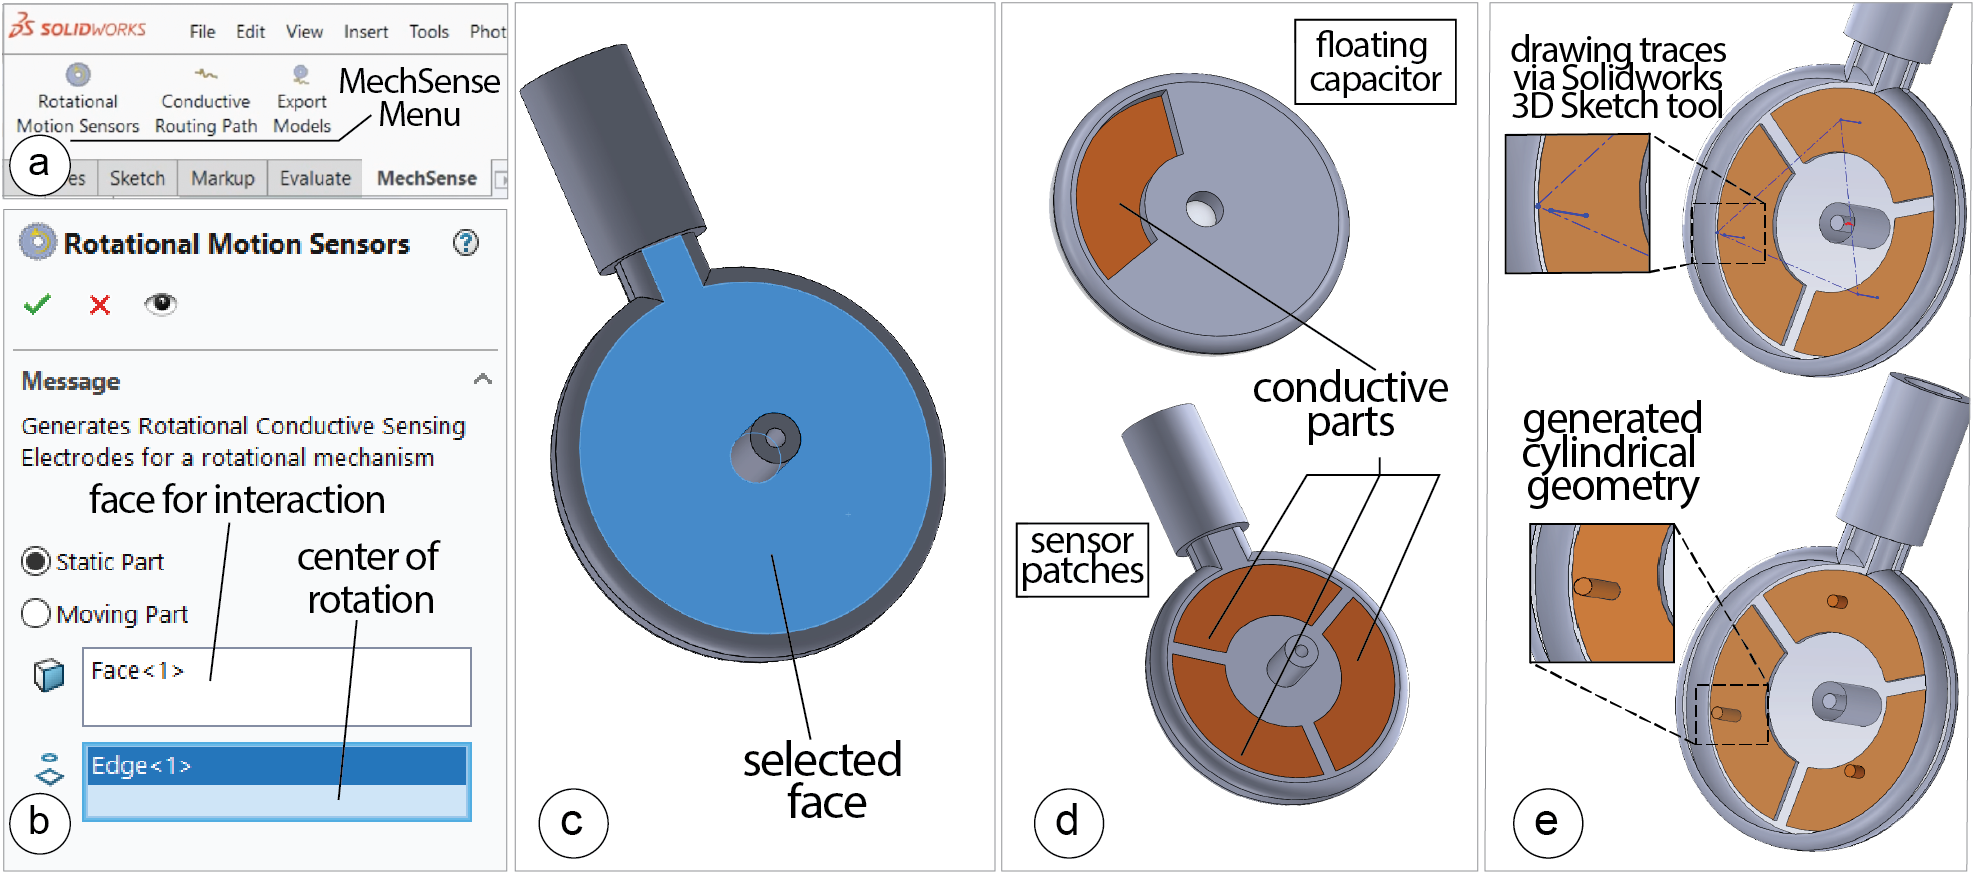 SOLIDWORKS File Edit View Insert Tools Phot
Rotational Motion Sensors
Conductive Routing Path
Export Models
MechSense
Menu
a
es Sketch Markup Evaluate MechSense
Rotational Motion Sensors ?
Message
Generates Rotational Conductive Sensing
Electrodes for a rotational mechanism
face for interaction
Static Part
center of
rotation
Moving Part
Face<1>
Edge<1>
b
selected
face
c
floating
capacitor
conductive
parts
sensor
patches
d
drawing traces
via Solidworks
3D Sketch tool
generated
cylindrical
geometry
e